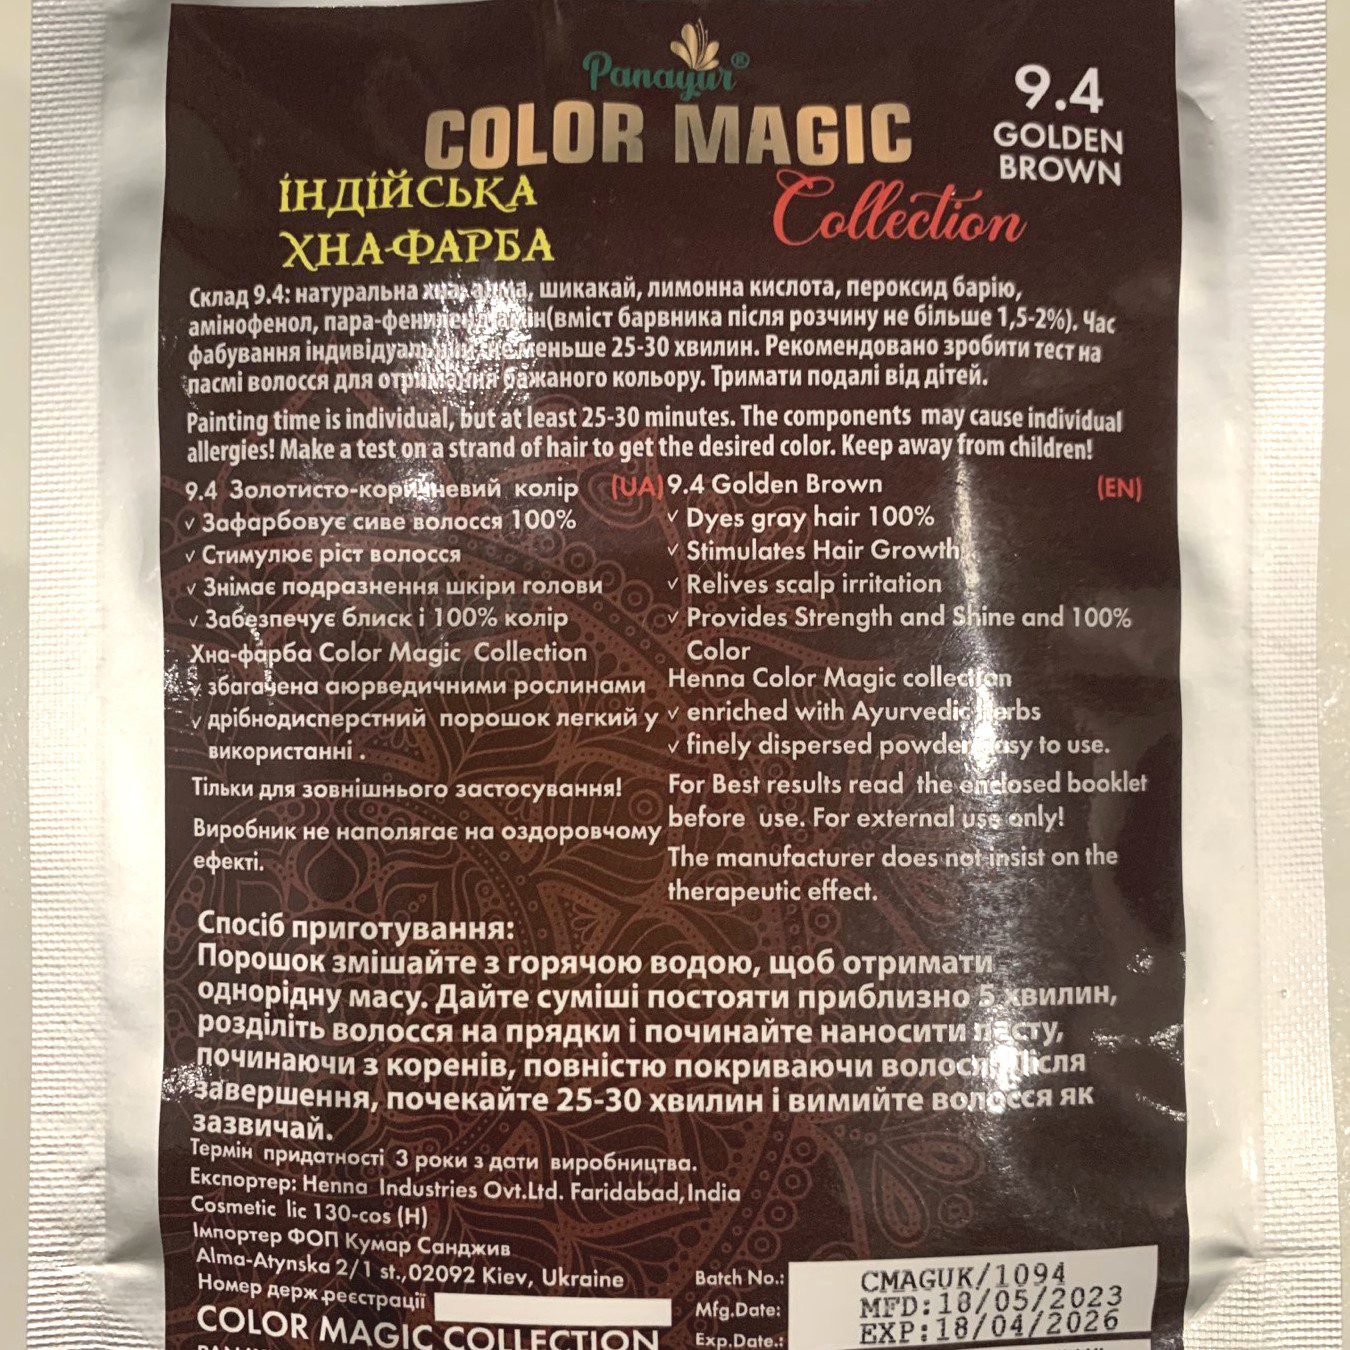 Panayur®
COLOR MAGIC
Collection
9.4
GOLDEN
BROWN
ІНДІЙСЬКА
ХНА-ФАРБА
Склад 9.4: натуральна шикакай, лимонна кислота, пероксид барію,
амінофенол, (вміст барвника після розчину не більше 1,5-2%). Час
фабування меньше 25-30 хвилин. Рекомендовано зробити тест на
пасмі волосся для отримання бажаного кольору. Тримати подалі від дітей.
Painting time is individual, but at least 25-30 minutes. The components may cause individual
allergies! Make a test on a strand of hair to get the desired color. Keep away from children!
9.4 Золотисто-коричневий колір (UA)
✓ Зафарбовує сиве волосся 100%
✓ Стимулює ріст волосся
✓ Знімає подразнення шкіри голови
✓ Забезпечує блиск і 100% колір
Хна-фарба Color Magic Collection
✓ збагачена аюрведичними рослинами
✓ дрібнодисперстний порошок легкий у
використанні .
Тільки для зовнішнього застосування!
Виробник не наполягає на оздоровчому
ефекті.
9.4 Golden Brown (EN)
✓ Dyes gray hair 100%
✓ Stimulates Hair Growth
✓ Relives scalp irritation
✓ Provides Strength and Shine and 100%
Color
Henna Color Magic collection
✓ enriched with Ayurvedic herbs
✓ finely dispersed powder easy to use.
For Best results read the enclosed booklet
before use. For external use only!
The manufacturer does not insist on the
therapeutic effect.
Спосіб приготування:
Порошок змішайте з горячою водою, щоб отримати
однорідну масу. Дайте суміші постояти приблизно 5 хвилин,
розділіть волосся на прядки і починайте наносити пасту,
починаючи з коренів, повністю покриваючи волосся. Після
завершення, почекайте 25-30 хвилин і вимийте волосся як
зазвичай.
Термін придатності 3 роки з дати виробництва.
Експортер: Henna Industries Ovt.Ltd. Faridabad, India
Cosmetic lic 130-cos (H)
Імпортер ФОП Кумар Санджив
Alma-Atynska 2/1 st.,02092 Kiev, Ukraine
Номер держ.реєстрації
COLOR MAGIC COLLECTION
Batch No.: CMAGUK/1094
Mfg.Date: MFD:18/05/2023
Exp.Date.: EXP:18/04/2026